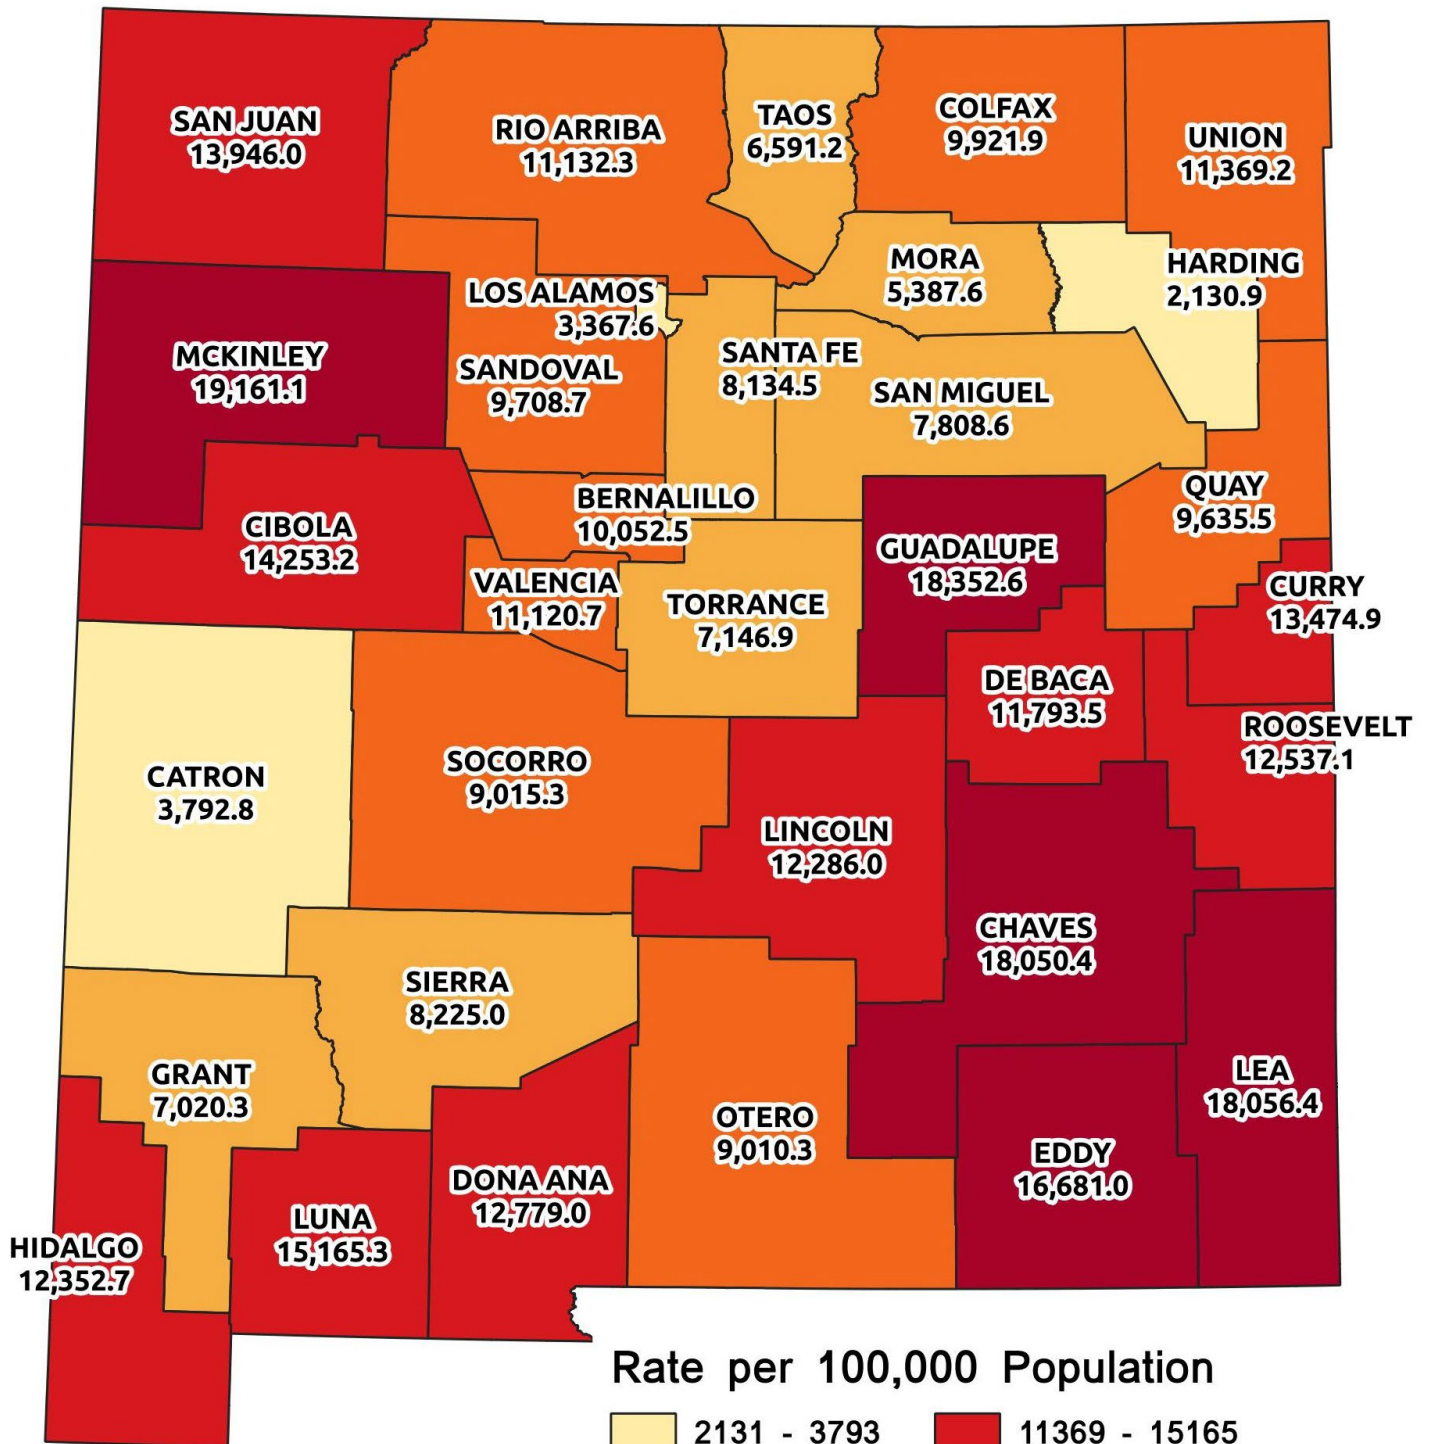 SAN JUAN
13,946.0
RIO ARRIBA
11,132.3
TAOS
6,591.2
COLFAX
9,921.9
UNION
11,369.2
MORA
5,387.6
HARDING
2,130.9
LOS ALAMOS
3,367.6
MCKINLEY
19,161.1
SANDOVAL
9,708.7
SANTA FE
8,134.5
SAN MIGUEL
7,808.6
CIBOLA
14,253.2
BERNALILLO
10,052.5
QUAY
9,635.5
GUADALUPE
18,352.6
VALENCIA
11,120.7
TORRANCE
7,146.9
CURRY
13,474.9
DE BACA
11,793.5
ROOSEVELT
12,537.1
CATRON
3,792.8
SOCORRO
9,015.3
LINCOLN
12,286.0
CHAVES
18,050.4
SIERRA
8,225.0
GRANT
7,020.3
LEA
18,056.4
OTERO
9,010.3
EDDY
16,681.0
DONA ANA
12,779.0
LUNA
15,165.3
HIDALGO
12,352.7
Rate per 100,000 Population
2131 - 3793
11369 - 15165